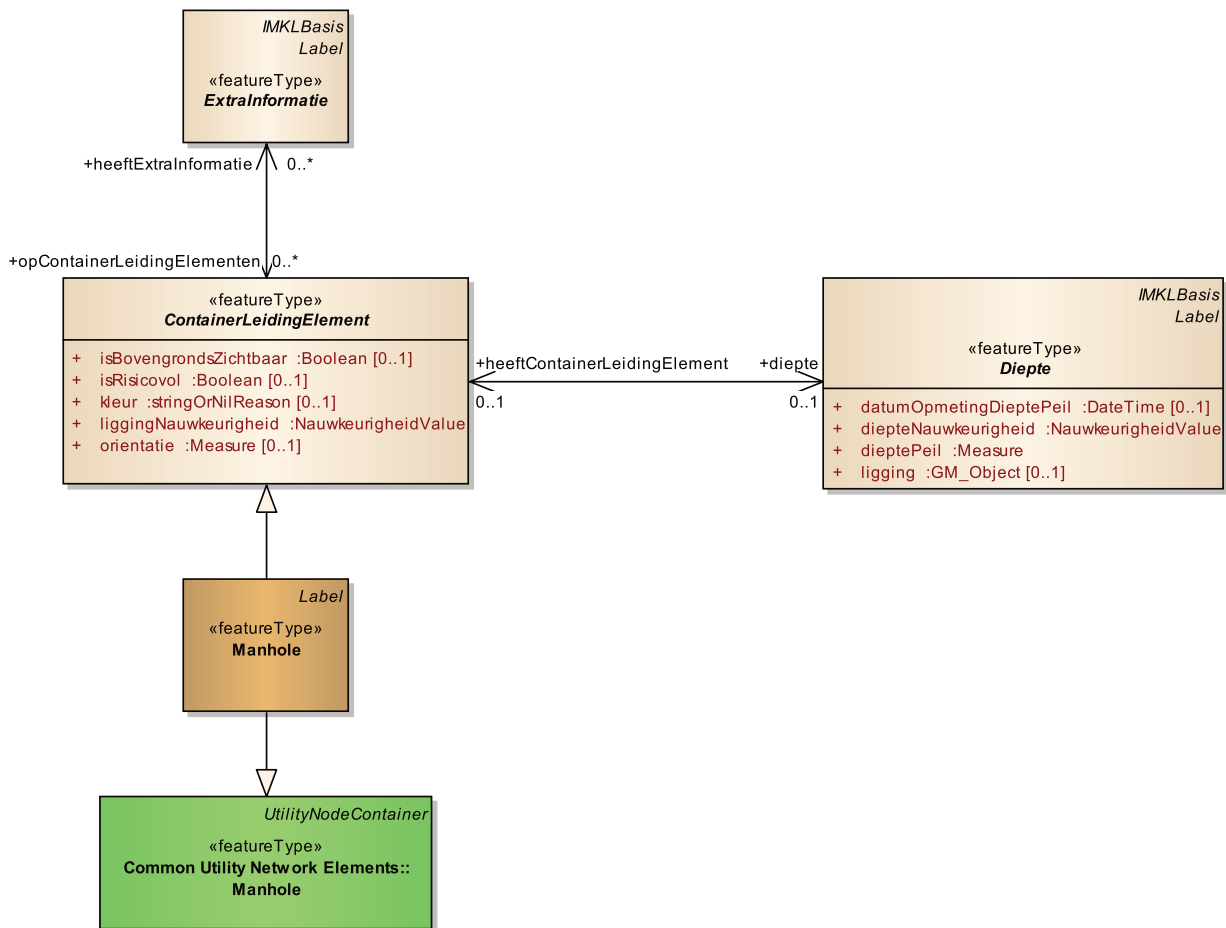 IMKLBasis
Label
«featureType»
ExtraInformatie
+heeftExtraInformatie 0..*
+opContainerLeidingElementen 0..*
«featureType»
ContainerLeidingElement
+ isBovengrondsZichtbaar :Boolean [0..1]
+ isRisicovol :Boolean [0..1]
+ kleur :stringOrNilReason [0..1]
+ liggingNauwkeurigheid :NauwkeurigheidValue
+ orientatie :Measure [0..1]
+heeftContainerLeidingElement +diepte
0..1 0..1
IMKLBasis
Label
«featureType»
Diepte
+ datumOpmetingDieptePeil :DateTime [0..1]
+ diepteNauwkeurigheid :NauwkeurigheidValue
+ dieptePeil :Measure
+ ligging :GM_Object [0..1]
Label
«featureType»
Manhole
UtilityNodeContainer
«featureType»
Common Utility Network Elements::
Manhole